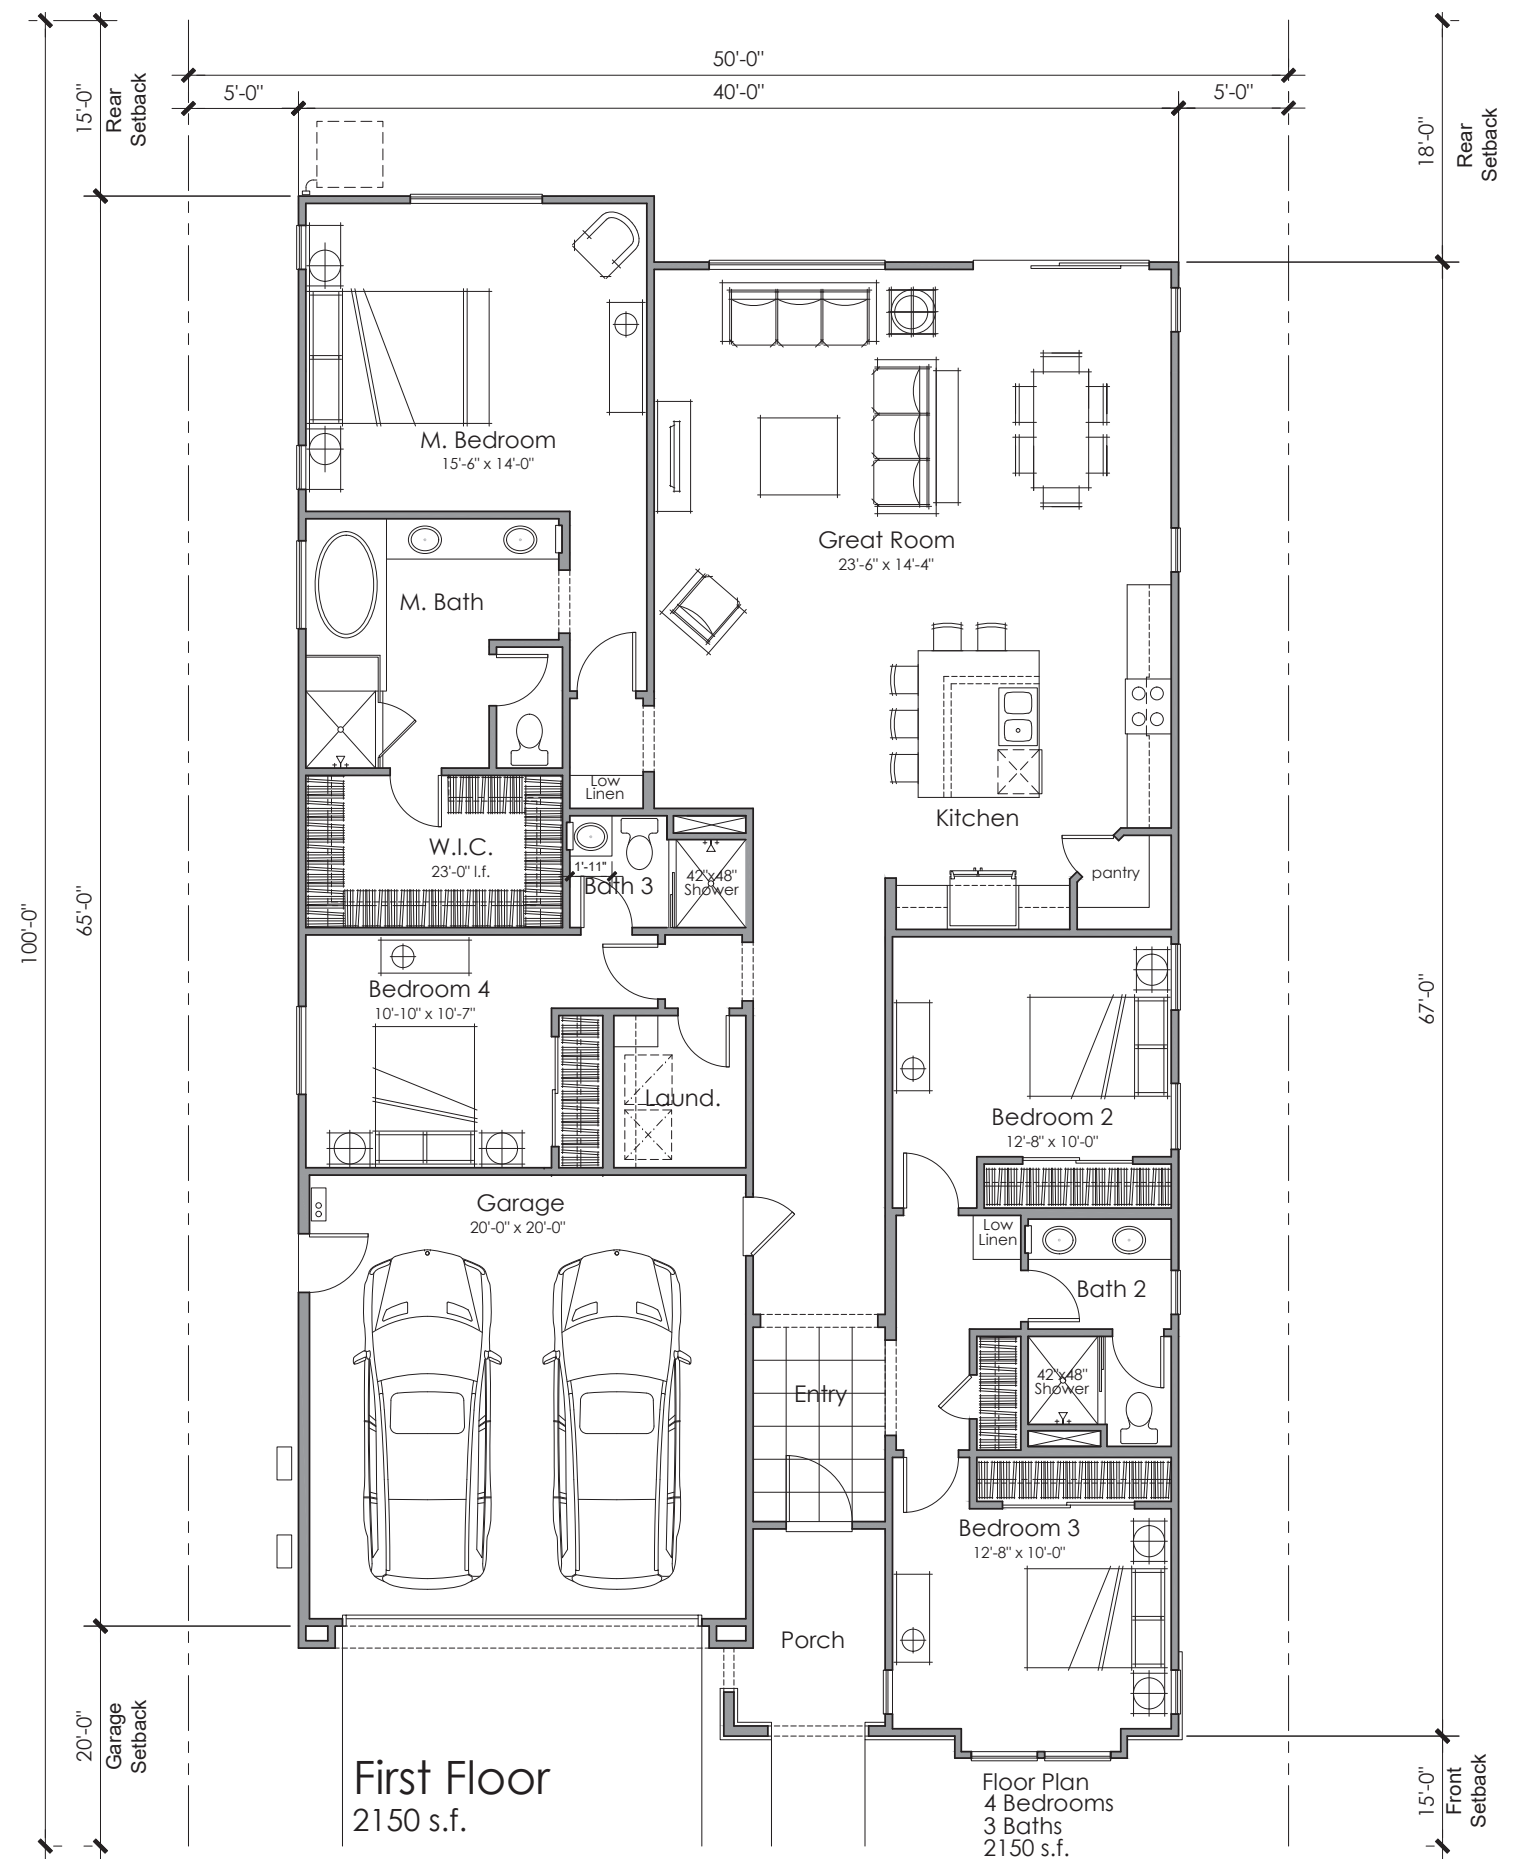 50'-0"
5'-0"
40'-0"
5'-0"
15'-0"
Rear
Setback
18'-0"
Rear
Setback
M. Bedroom
15'-6" x 14'-0"
Great Room
23'-6" x 14'-4"
M. Bath
Low
Linen
Kitchen
W.I.C.
23'-0" l.f.
1'-11"
Bath 3
42"x48"
Shower
pantry
100'-0"
65'-0"
67'-0"
Bedroom 4
10'-10" x 10'-7"
Laund.
Bedroom 2
12'-8" x 10'-0"
Garage
20'-0" x 20'-0"
Low
Linen
Bath 2
Entry
42"x48"
Shower
Bedroom 3
12'-8" x 10'-0"
Porch
20'-0"
Garage
Setback
First Floor
2150 s.f.
Floor Plan
4 Bedrooms
3 Baths
2150 s.f.
15'-0"
Front
Setback